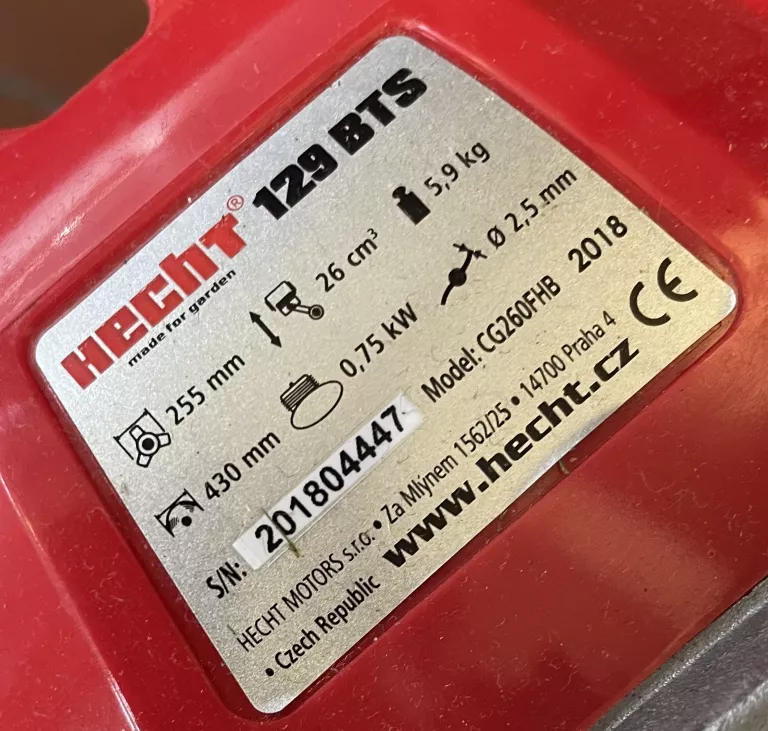 HECHT® 129 BTS
made for garden
255 mm 26 cm³ 5,9 kg
430 mm 0,75 kW Ø 2,5 mm
S/N: 201804447 Model: CG260FHB 2018
HECHT MOTORS s.r.o. • Za Mlýnem 1562/25 • 14700 Praha 4
• Czech Republic www.hecht.cz CE